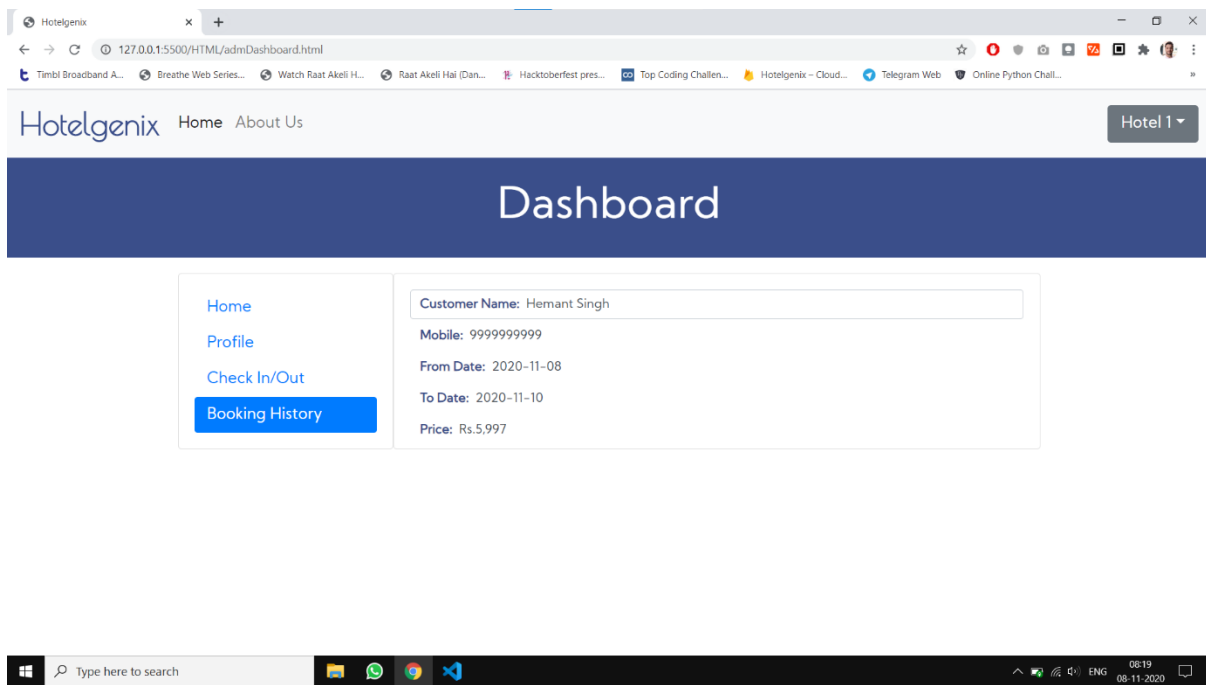 Hotelgenix
127.0.0.1:5500/HTML/admDashboard.html
Timbl Broadband A... Breathe Web Series... Watch Raat Akeli H... Raat Akeli Hai (Dan... Hacktoberfest pres... Top Coding Challen... Hotelgenix – Cloud... Telegram Web Online Python Chall... »
Hotelgenix Home About Us Hotel 1
Dashboard
Home
Profile
Check In/Out
Booking History
Customer Name: Hemant Singh
Mobile: 9999999999
From Date: 2020-11-08
To Date: 2020-11-10
Price: Rs.5,997
Type here to search
ENG
08:19
08-11-2020